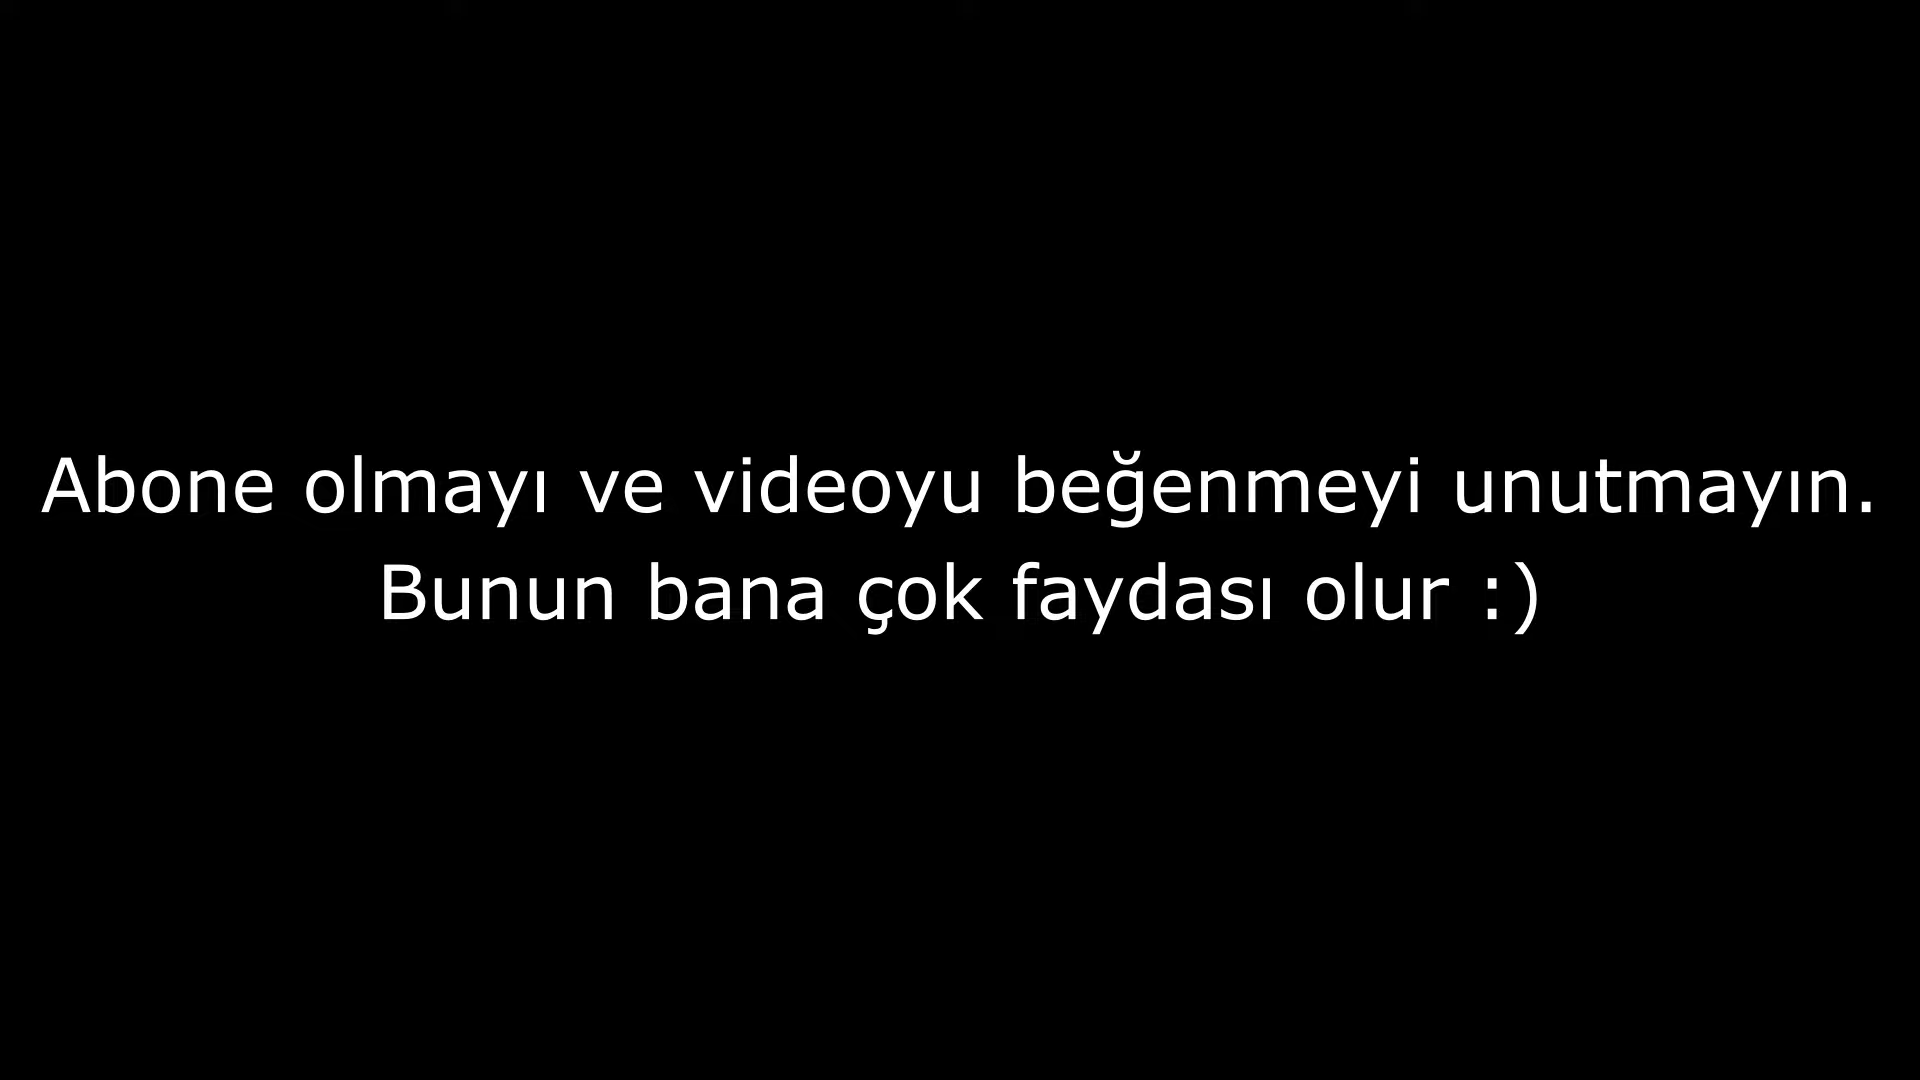 Abone olmayı ve videoyu beğenmeyi unutmayın.
Bunun bana çok faydası olur :)